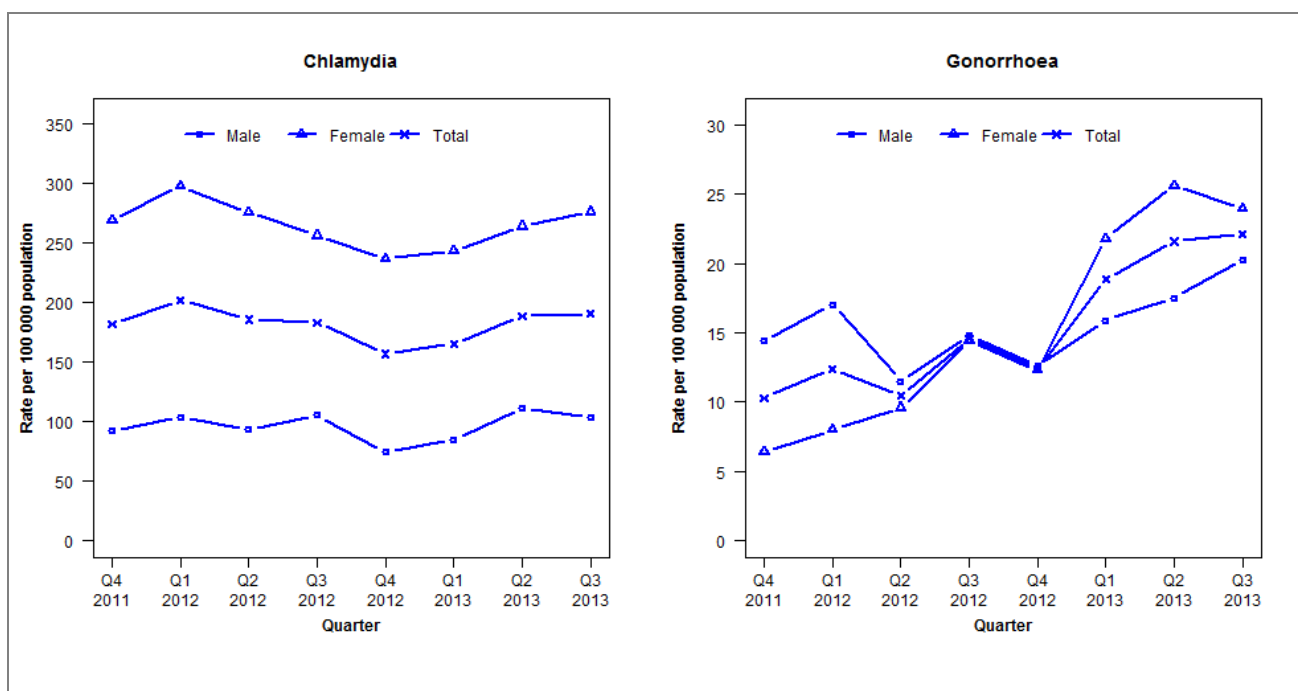 Chlamydia
Rate per 100 000 population
350
300
250
200
150
100
50
0
Male Female Total
Q4 Q1 Q2 Q3 Q4 Q1 Q2 Q3
2011 2012 2012 2012 2012 2013 2013 2013
Quarter
Gonorrhoea
Rate per 100 000 population
30
25
20
15
10
5
0
Male Female Total
Q4 Q1 Q2 Q3 Q4 Q1 Q2 Q3
2011 2012 2012 2012 2012 2013 2013 2013
Quarter